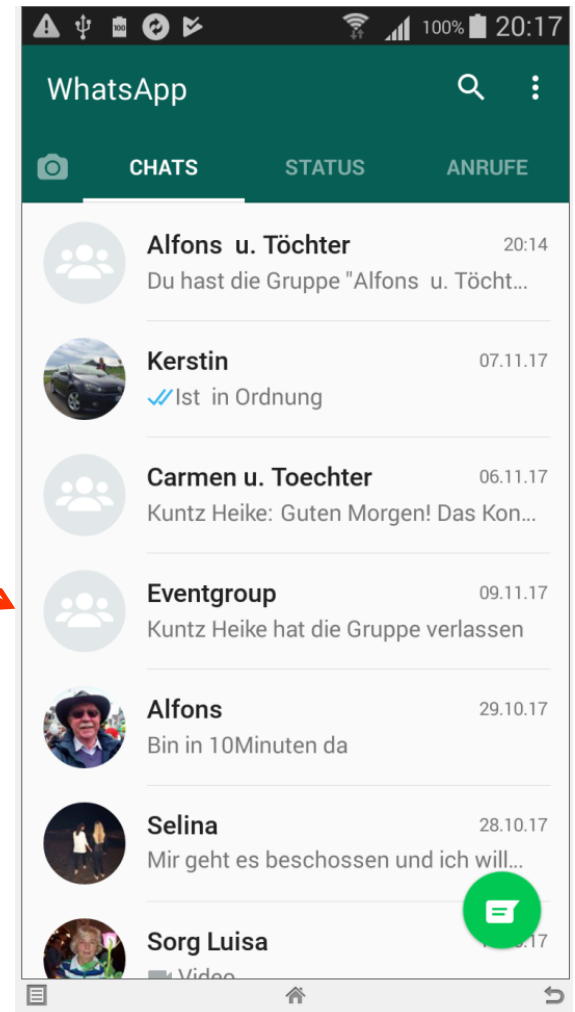 100% 20:17
WhatsApp
CHATS STATUS ANRUFE
Alfons u. Töchter 20:14
Du hast die Gruppe "Alfons u. Töcht...
Kerstin 07.11.17
Ist in Ordnung
Carmen u. Toechter 06.11.17
Kuntz Heike: Guten Morgen! Das Kon...
Eventgroup 09.11.17
Kuntz Heike hat die Gruppe verlassen
Alfons 29.10.17
Bin in 10Minuten da
Selina 28.10.17
Mir geht es beschossen und ich will...
Sorg Luisa
Video